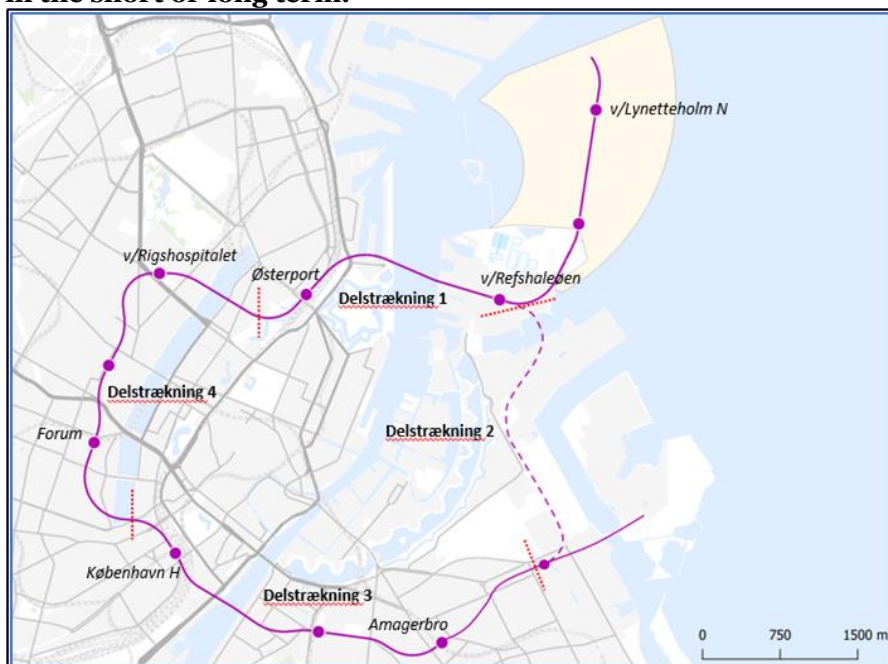 in the short or long term.
v/Lynetteholm N
v/Rigshospitalet
Østerport
v/Refshaleøen
Delstrækning 1
Delstrækning 4
Delstrækning 2
Forum
København H
Delstrækning 3
Amagerbro
0 750 1500 m